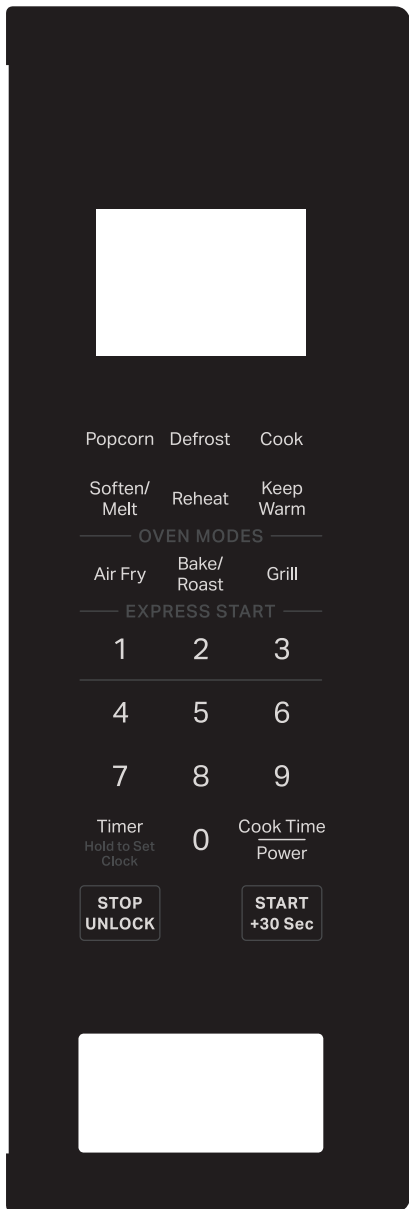 Popcorn Defrost Cook
Soften/ Melt Reheat Keep Warm
OVEN MODES
Air Fry Bake/ Roast Grill
EXPRESS START
1 2 3
4 5 6
7 8 9
Timer
Hold to Set
Clock
0
Cook Time
Power
STOP
UNLOCK
START
+30 Sec